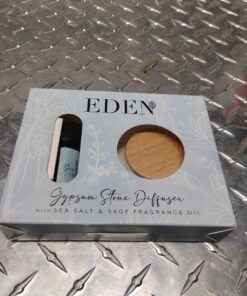 EDEN
Gypsum Stone Diffuser
WITH SEA SALT & SAGE FRAGRANCE OIL